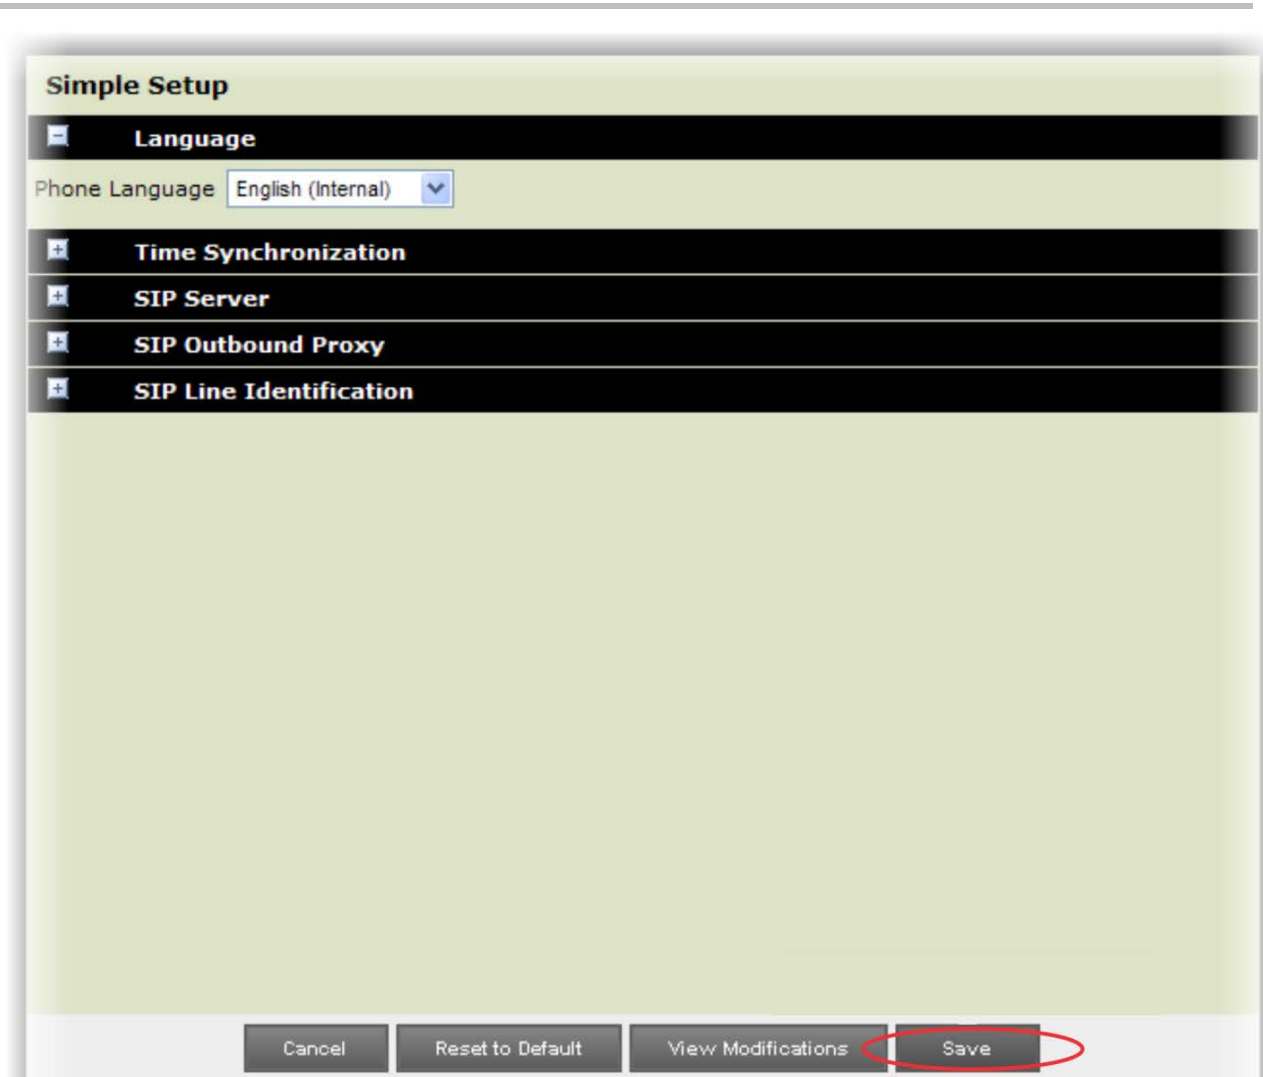 Simple Setup
Language
Phone Language English (Internal)
Time Synchronization
SIP Server
SIP Outbound Proxy
SIP Line Identification
Cancel Reset to Default View Modifications Save